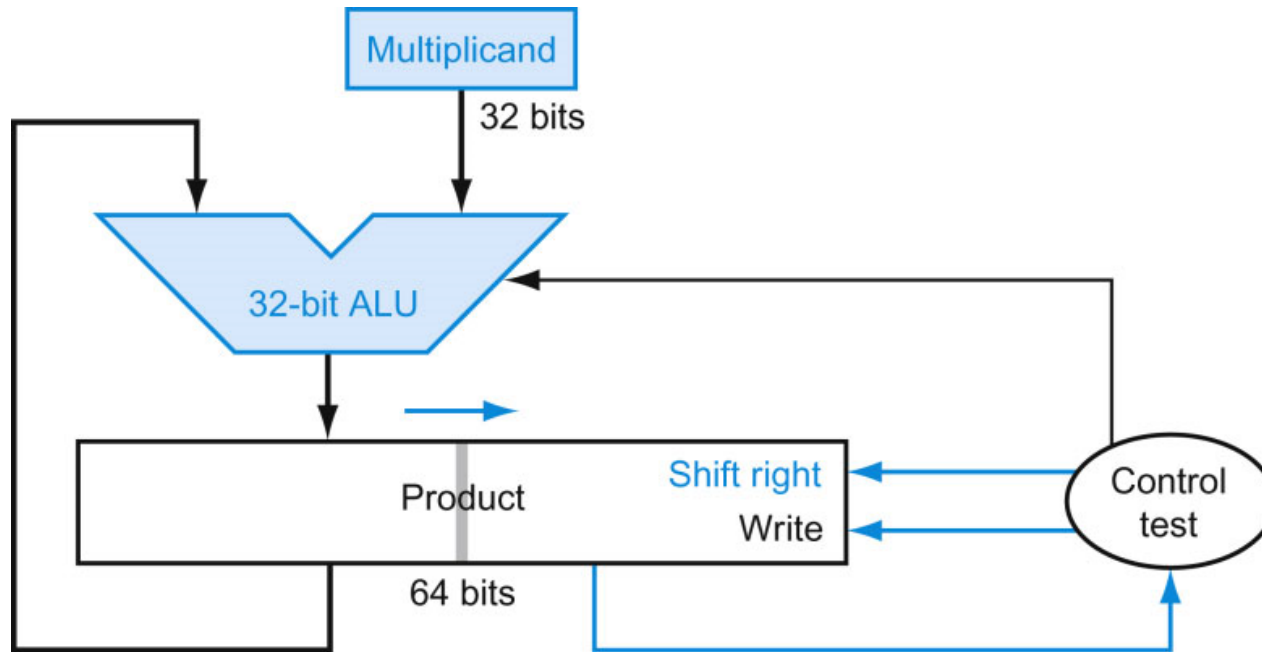 Multiplicand
32 bits
32-bit ALU
Shift right
Product
Write
64 bits
Control
test